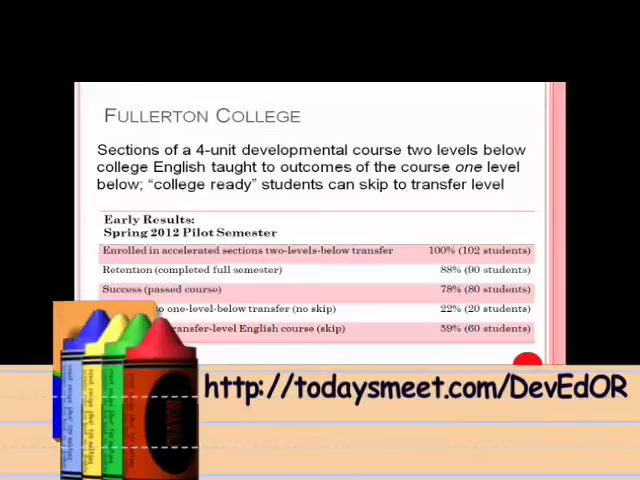 FULLERTON COLLEGE
Sections of a 4-unit developmental course two levels below
college English taught to outcomes of the course one level
below; “college ready” students can skip to transfer level
Early Results:
Spring 2012 Pilot Semester
Enrolled in accelerated sections two-levels-below transfer 100% (102 students)
Retention (completed full semester) 88% (90 students)
Success (passed course) 78% (80 students)
to one-level-below transfer (no skip) 22% (20 students)
transfer-level English course (skip) 59% (60 students)
http://todaysmeet.com/DevEdOR